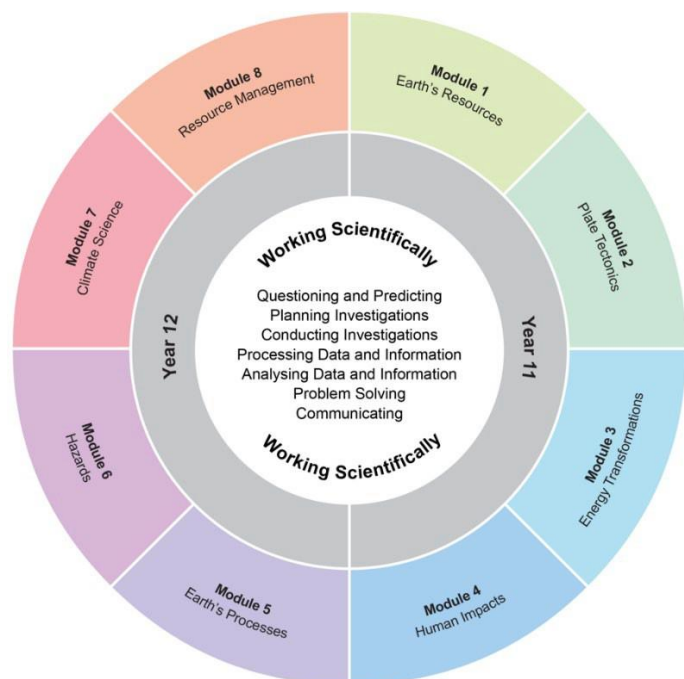 Module 1
Earth's Resources
Module 2
Plate Tectonics
Module 3
Energy Transformations
Module 4
Human Impacts
Module 5
Earth's Processes
Module 6
Hazards
Module 7
Climate Science
Module 8
Resource Management
Year 11
Year 12
Working Scientifically
Questioning and Predicting
Planning Investigations
Conducting Investigations
Processing Data and Information
Analysing Data and Information
Problem Solving
Communicating
Working Scientifically